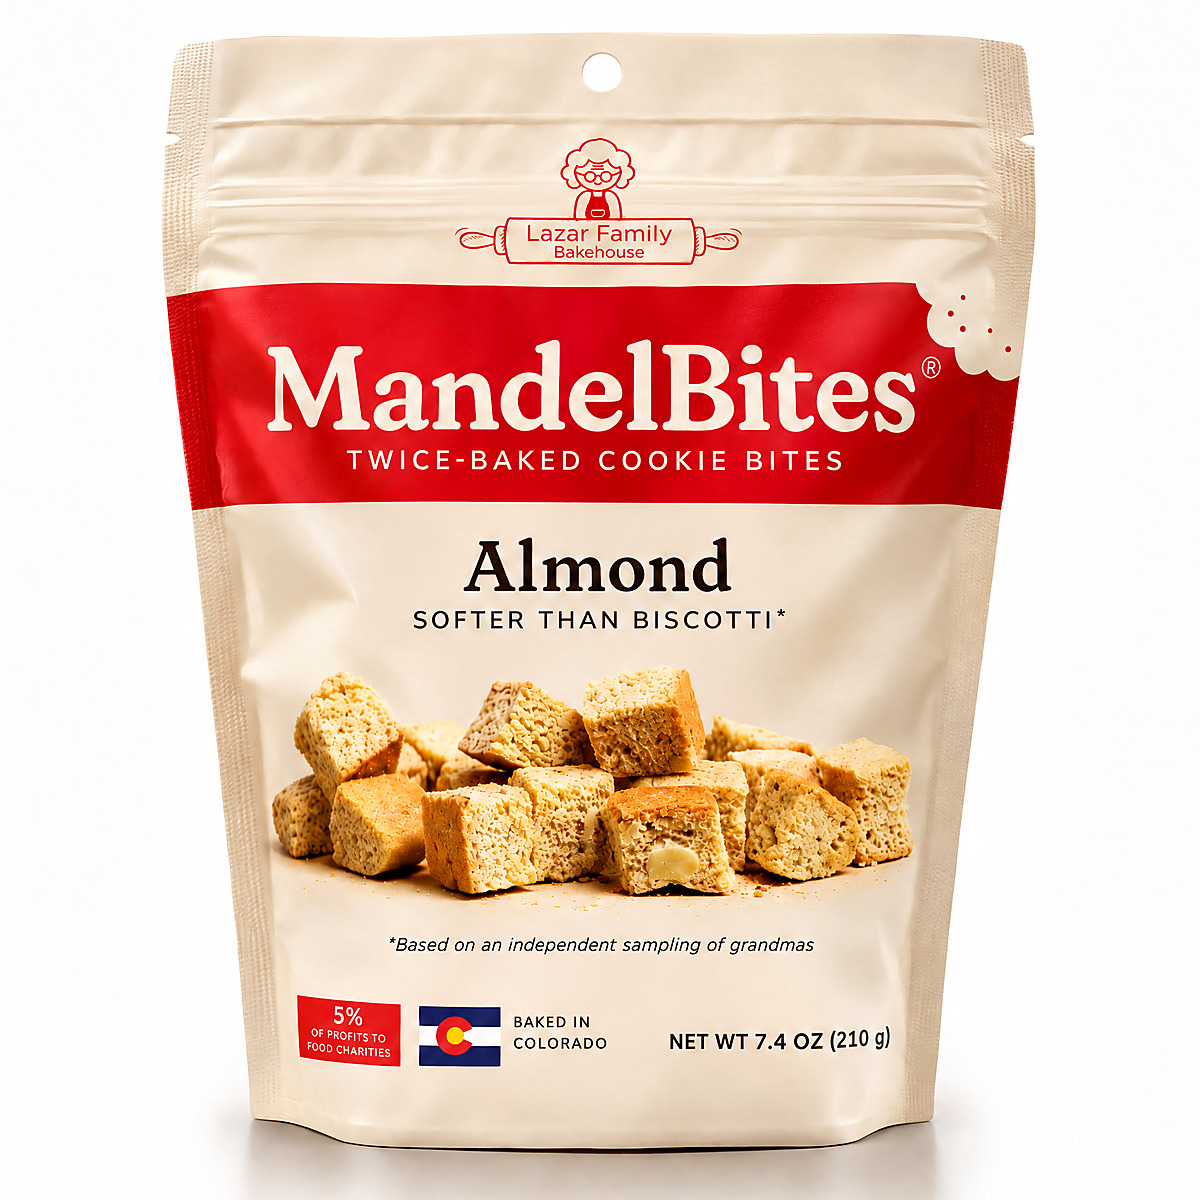 Lazar Family
Bakehouse
MandelBites®
TWICE-BAKED COOKIE BITES
Almond
SOFTER THAN BISCOTTI*
*Based on an independent sampling of grandmas
5%
OF PROFITS TO
FOOD CHARITIES
BAKED IN
COLORADO
NET WT 7.4 OZ (210 g)